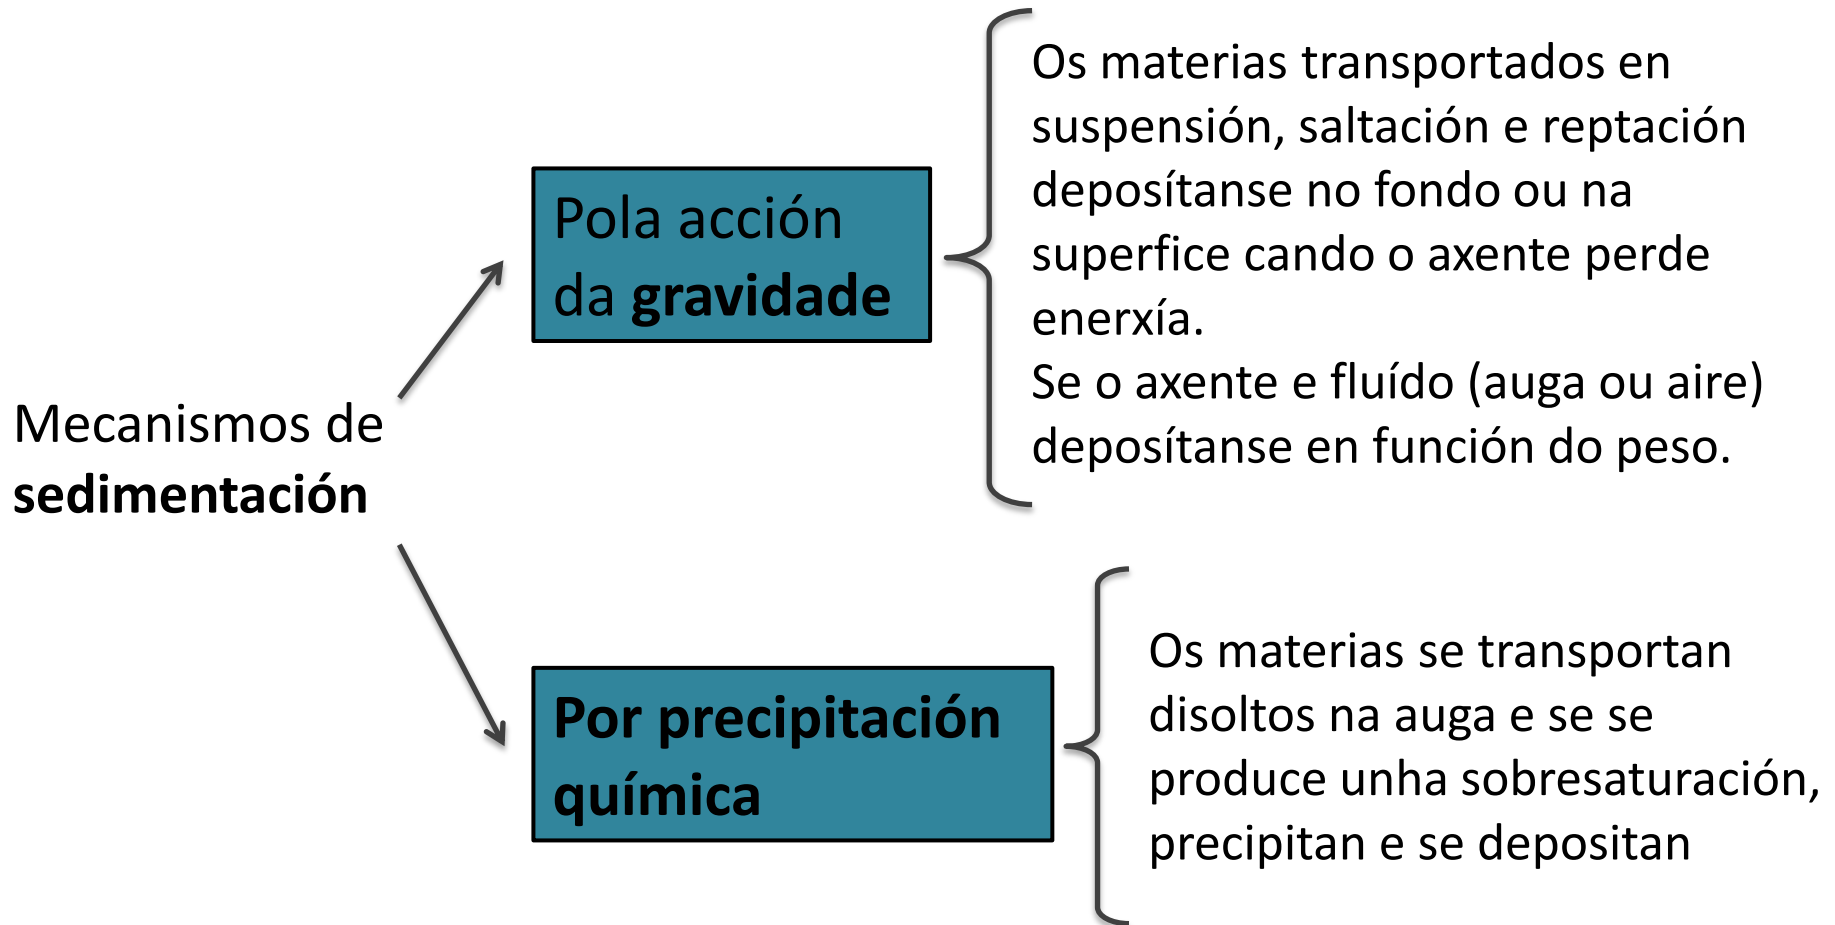 Mecanismos de
sedimentación
Pola acción
da gravidade
Os materias transportados en
suspensión, saltación e reptación
deposítanse no fondo ou na
superfice cando o axente perde
enerxía.
Se o axente e fluído (auga ou aire)
deposítanse en función do peso.
Por precipitación
química
Os materias se transportan
disoltos na auga e se se
produce unha sobresaturación,
precipitan e se depositan